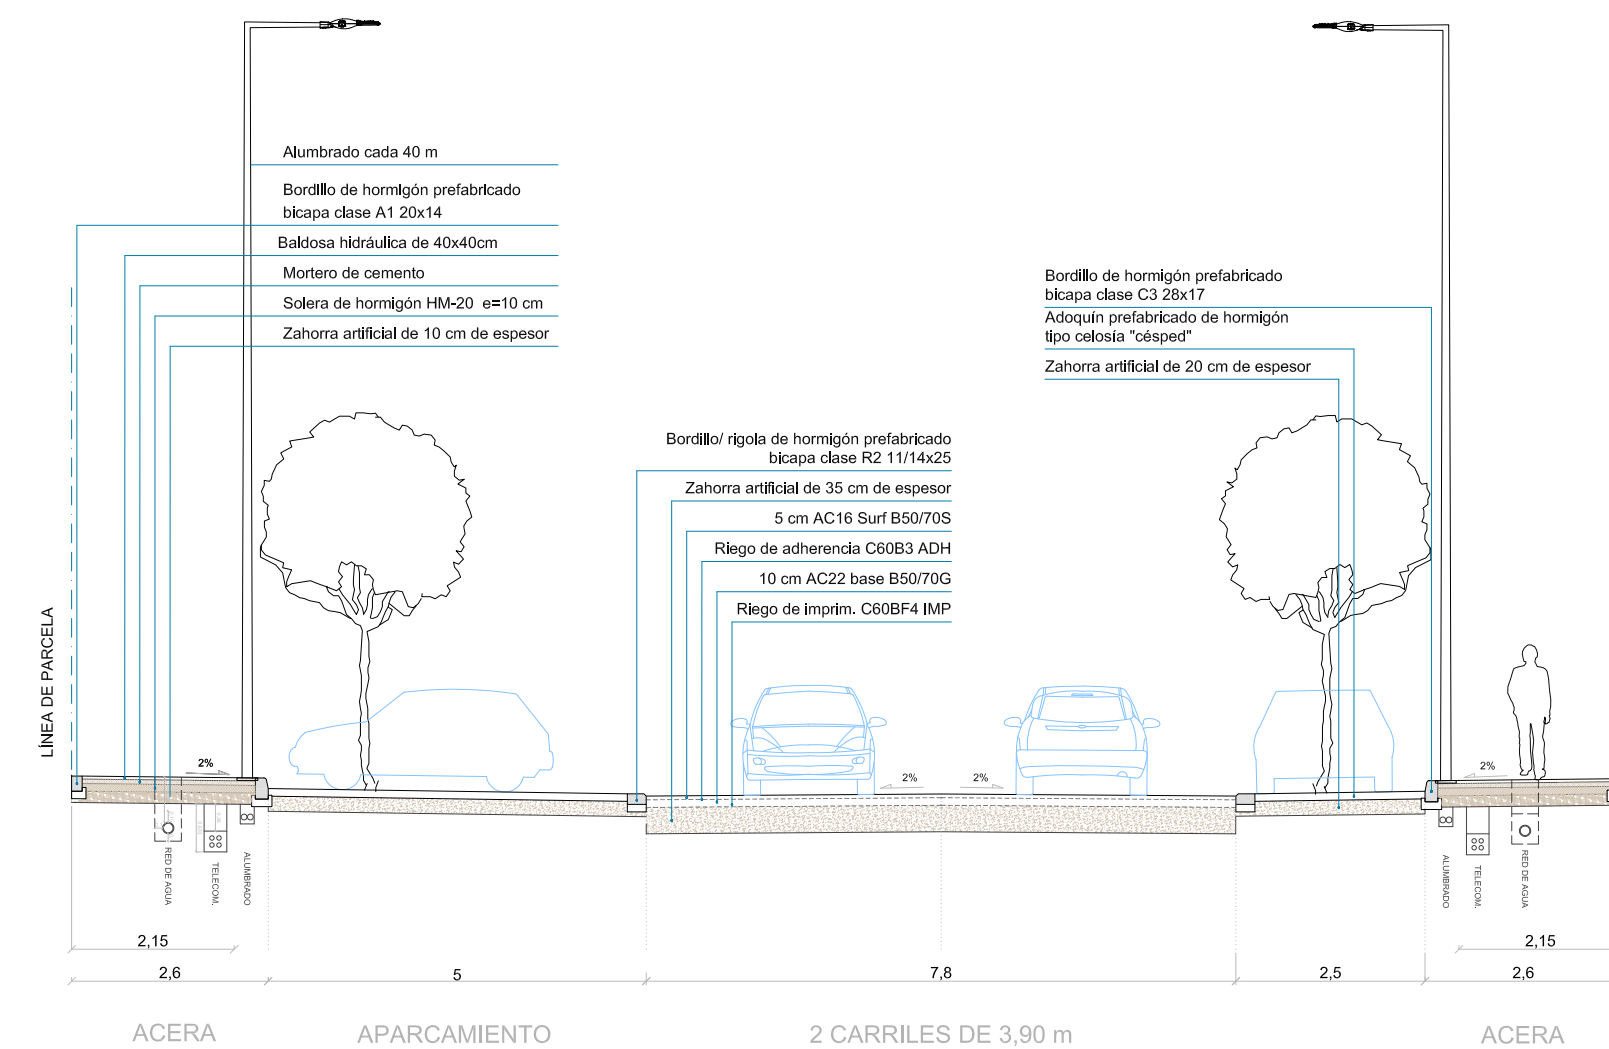 Alumbrado cada 40 m
Bordillo de hormigón prefabricado
bicapa clase A1 20x14
Baldosa hidráulica de 40x40cm
Mortero de cemento
Solera de hormigón HM-20 e=10 cm
Zahorra artificial de 10 cm de espesor
Bordillo de hormigón prefabricado
bicapa clase C3 28x17
Adoquín prefabricado de hormigón
tipo celosía "césped"
Zahorra artificial de 20 cm de espesor
Bordillo/ rigola de hormigón prefabricado
bicapa clase R2 11/14x25
Zahorra artificial de 35 cm de espesor
5 cm AC16 Surf B50/70S
Riego de adherencia C60B3 ADH
10 cm AC22 base B50/70G
Riego de imprim. C60BF4 IMP
LÍNEA DE PARCELA
2%
2%
2%
2%
RED DE AGUA
TELECOM.
ALUMBRADO
ALUMBRADO
TELECOM.
RED DE AGUA
2,15
2,15
2,6
5
7,8
2,5
2,6
ACERA
APARCAMIENTO
2 CARRILES DE 3,90 m
ACERA